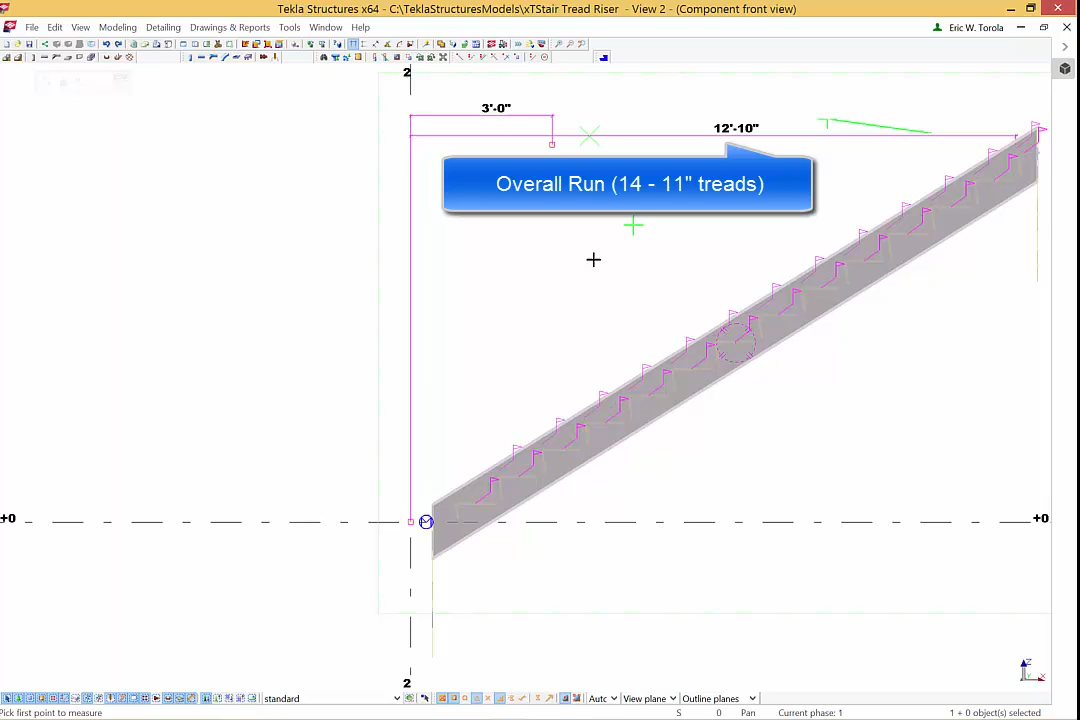 Tekla Structures x64 - C:\TeklaStructuresModels\xTStair Tread Riser - View 2 - (Component front view)
File Edit View Modeling Detailing Drawings & Reports Tools Window Help
Eric W. Torola
2
3'-0"
12'-10"
Overall Run (14 - 11" treads)
+0
+0
2
standard
Auto
View plane
Outline planes
Pick first point to measure
S 0 Pan Current phase: 1 1 + 0 object(s) selected